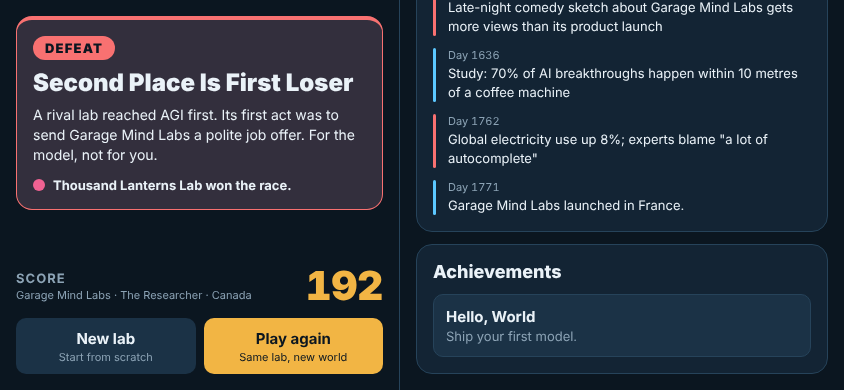 DEFEAT
Second Place Is First Loser
A rival lab reached AGI first. Its first act was to
send Garage Mind Labs a polite job offer. For the
model, not for you.
Thousand Lanterns Lab won the race.
SCORE
Garage Mind Labs · The Researcher · Canada
192
New lab
Start from scratch
Play again
Same lab, new world
Late-night comedy sketch about Garage Mind Labs gets
more views than its product launch
Day 1636
Study: 70% of AI breakthroughs happen within 10 metres
of a coffee machine
Day 1762
Global electricity use up 8%; experts blame "a lot of
autocomplete"
Day 1771
Garage Mind Labs launched in France.
Achievements
Hello, World
Ship your first model.